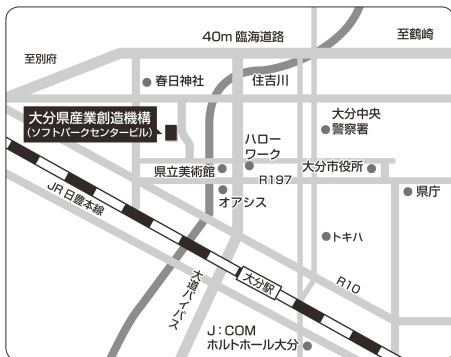 40m 臨海道路
至鶴崎
至別府
春日神社
住吉川
大分県産業創造機構
(ソフトパークセンタービル)
大分中央
警察署
ハロー
ワーク
県立美術館
大分市役所
R197
県庁
オアシス
JR日豊本線
トキハ
大分駅
R10
大道バイパス
J:COM
ホルトホール大分